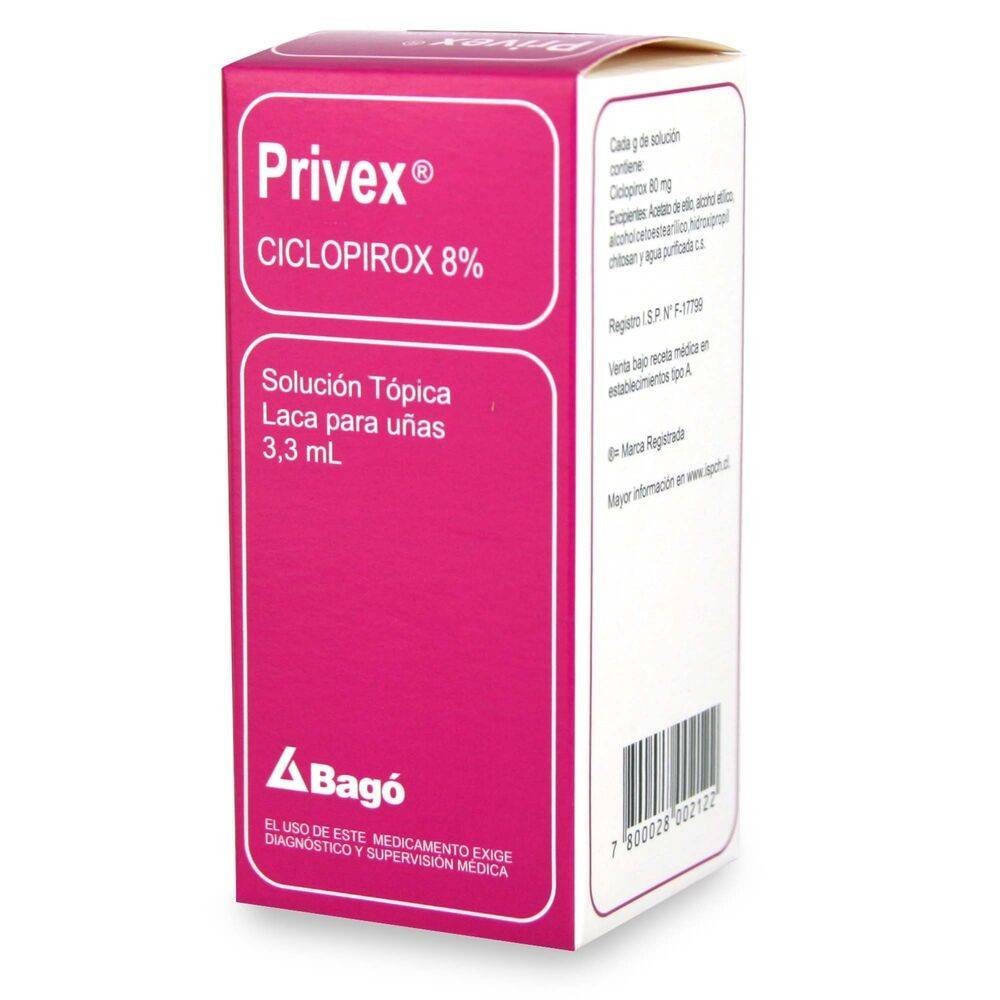 Privex
Privex®
CICLOPIROX 8%
Solución Tópica
Laca para uñas
3,3 mL
Bagó
EL USO DE ESTE MEDICAMENTO EXIGE
DIAGNÓSTICO Y SUPERVISIÓN MÉDICA
Cada g de solución
contiene:
Ciclopirox 80 mg
Excipientes: Acetato de etilo, alcohol etílico,
alcohol cetoestearílico, hidroxipropil
chitosan y agua purificada c.s.
Registro I.S.P. N° F-17799
Venta bajo receta médica en
establecimientos tipo A.
®= Marca Registrada
Mayor información en www.ispch.cl.
7 800028 002122